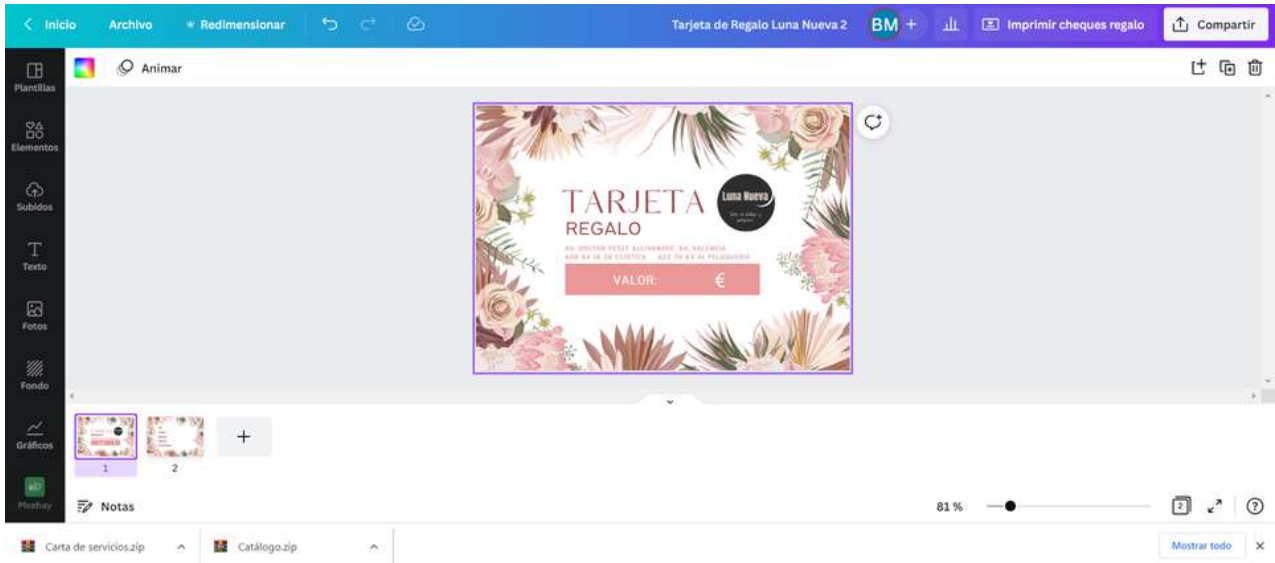 Inicio Archivo Redimensionar Tarjeta de Regalo Luna Nueva 2 BM + Imprimir cheques regalo Compartir
Animar
Plantillas
Elementos
Subidos
Texto
Fotos
Fondo
Gráficos
Pixabay
TARJETA
REGALO
Luna Nueva
VALOR: €
1 2
Notas
81 % 2
Carta de servicios.zip Catálogo.zip Mostrar todo